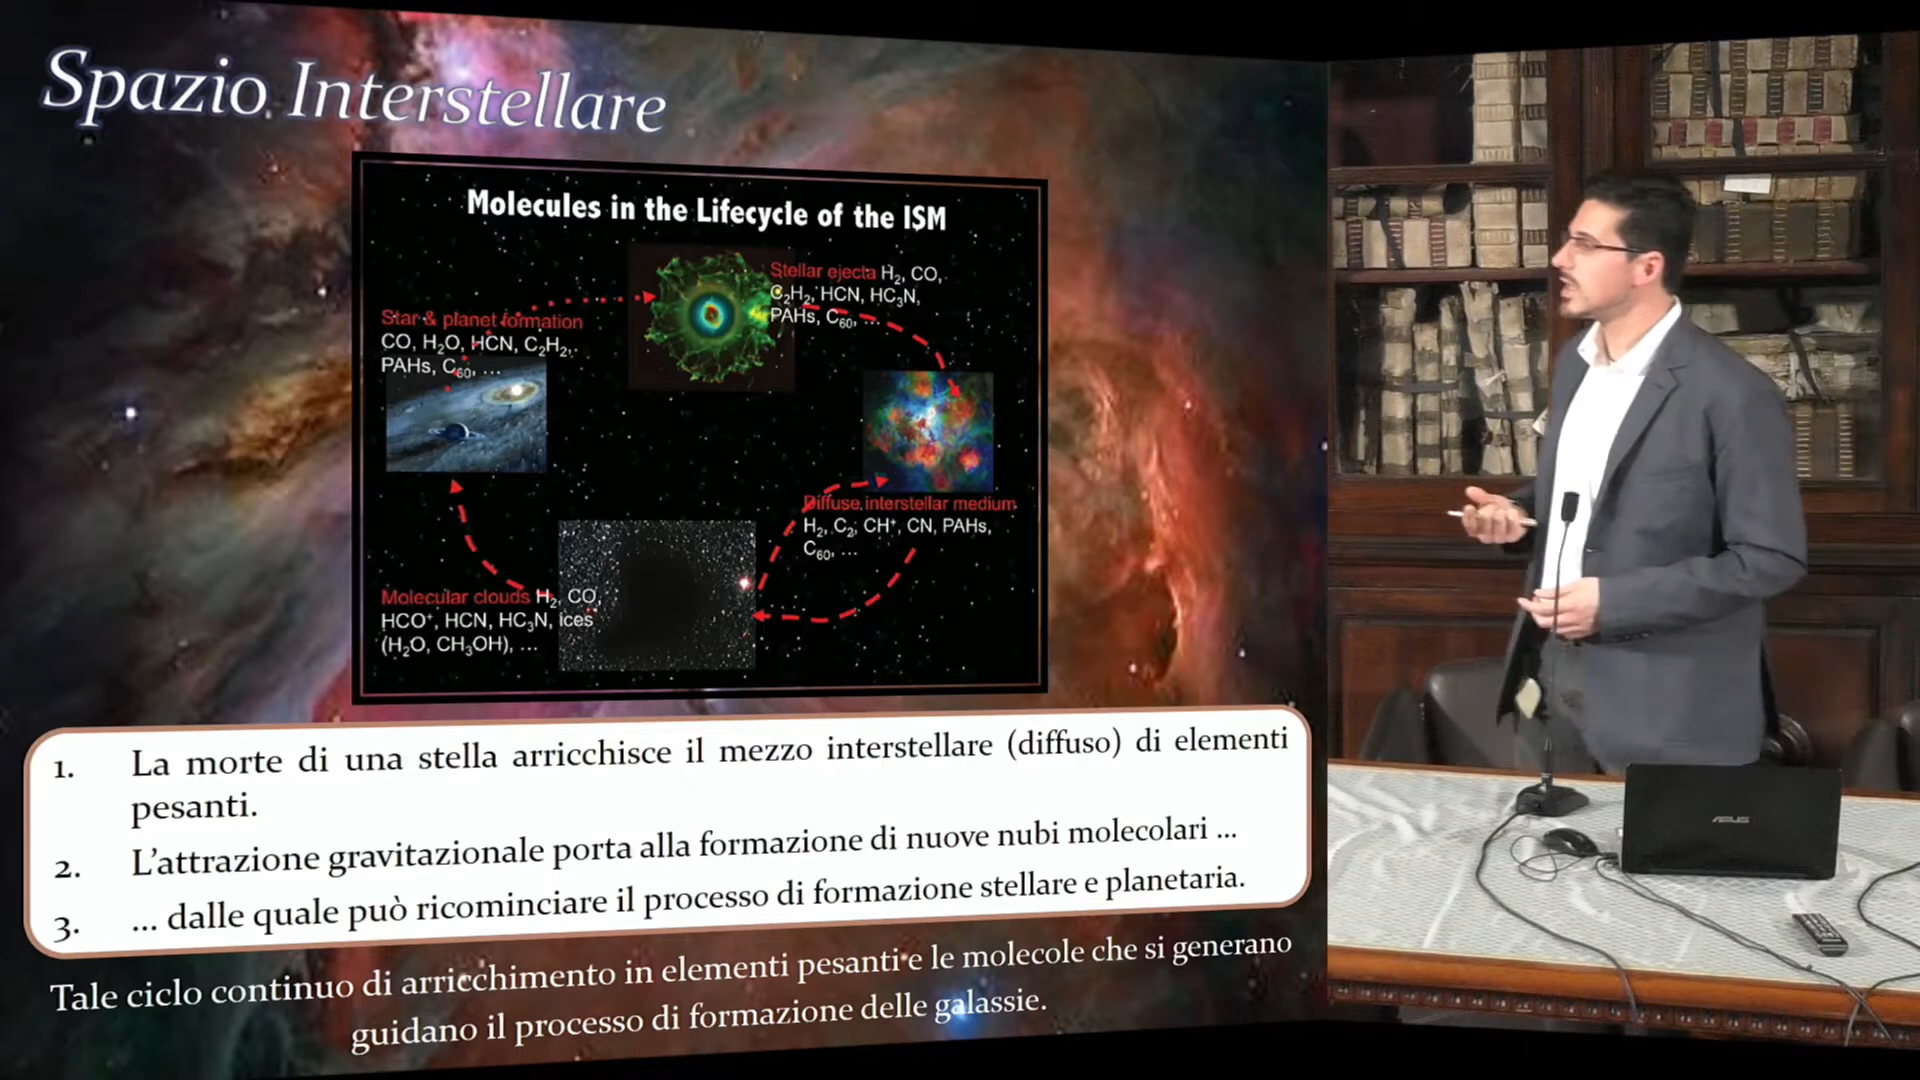 Spazio Interstellare
Molecules in the Lifecycle of the ISM
Stellar ejecta H₂, CO,
C₂H₂, HCN, HC₃N,
PAHs, C₆₀, ...
Star & planet formation
CO, H₂O, HCN, C₂H₂,
PAHs, C₆₀, ...
Diffuse interstellar medium
H₂, C₂, CH⁺, CN, PAHs,
C₆₀, ...
Molecular clouds H₂, CO,
HCO⁺, HCN, HC₃N, ices
(H₂O, CH₃OH), ...
1. La morte di una stella arricchisce il mezzo interstellare (diffuso) di elementi
pesanti.
2. L'attrazione gravitazionale porta alla formazione di nuove nubi molecolari ...
3. ... dalle quale può ricominciare il processo di formazione stellare e planetaria.
Tale ciclo continuo di arricchimento in elementi pesanti e le molecole che si generano
guidano il processo di formazione delle galassie.
ASUS